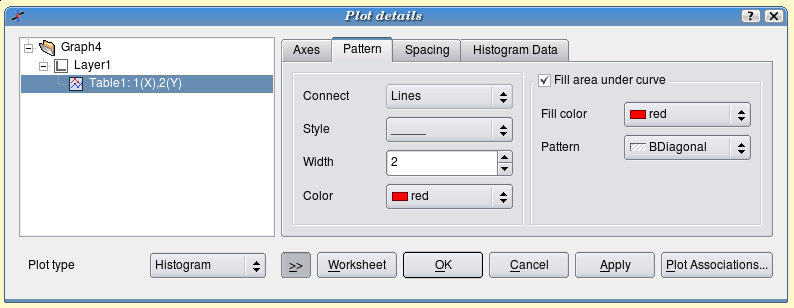 Plot details
Graph4
Layer1
Table1: 1(X),2(Y)
Axes Pattern Spacing Histogram Data
Connect Lines
Style
Width 2
Color red
Fill area under curve
Fill color red
Pattern BDiagonal
Plot type Histogram >> Worksheet OK Cancel Apply Plot Associations...